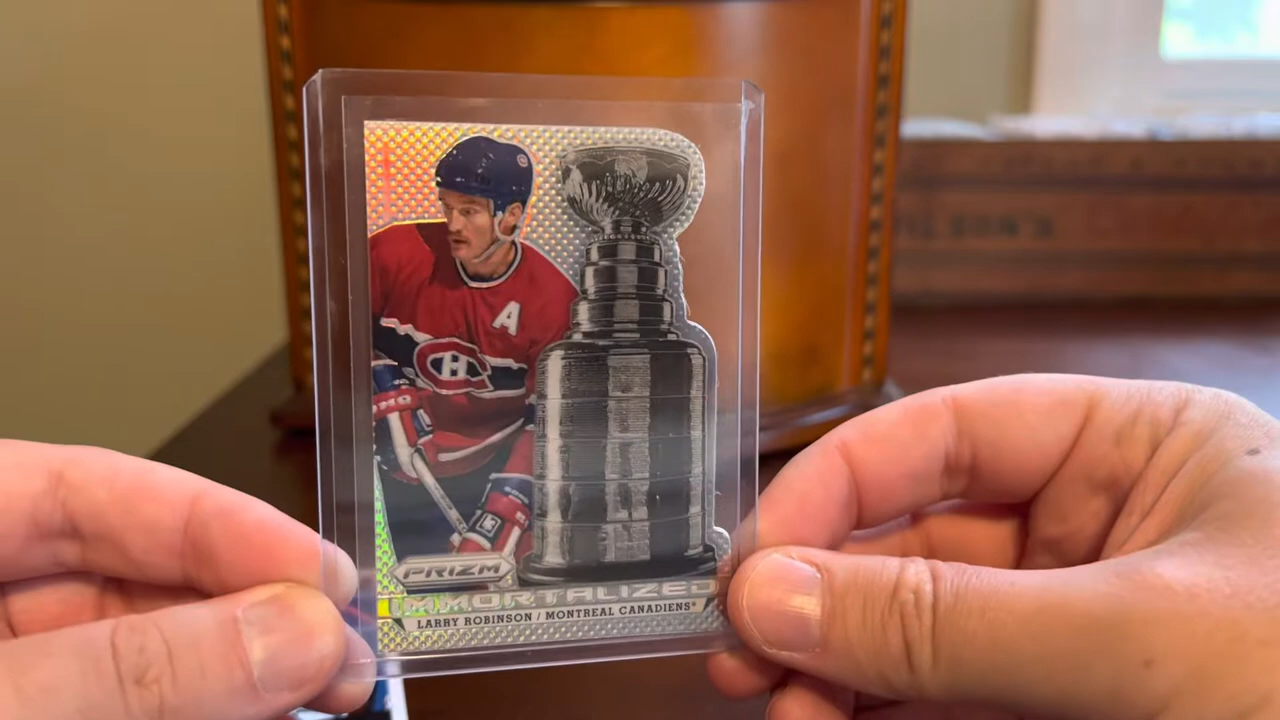 A
H
PRIZM
IMMORTALIZED
LARRY ROBINSON / MONTREAL CANADIENS®